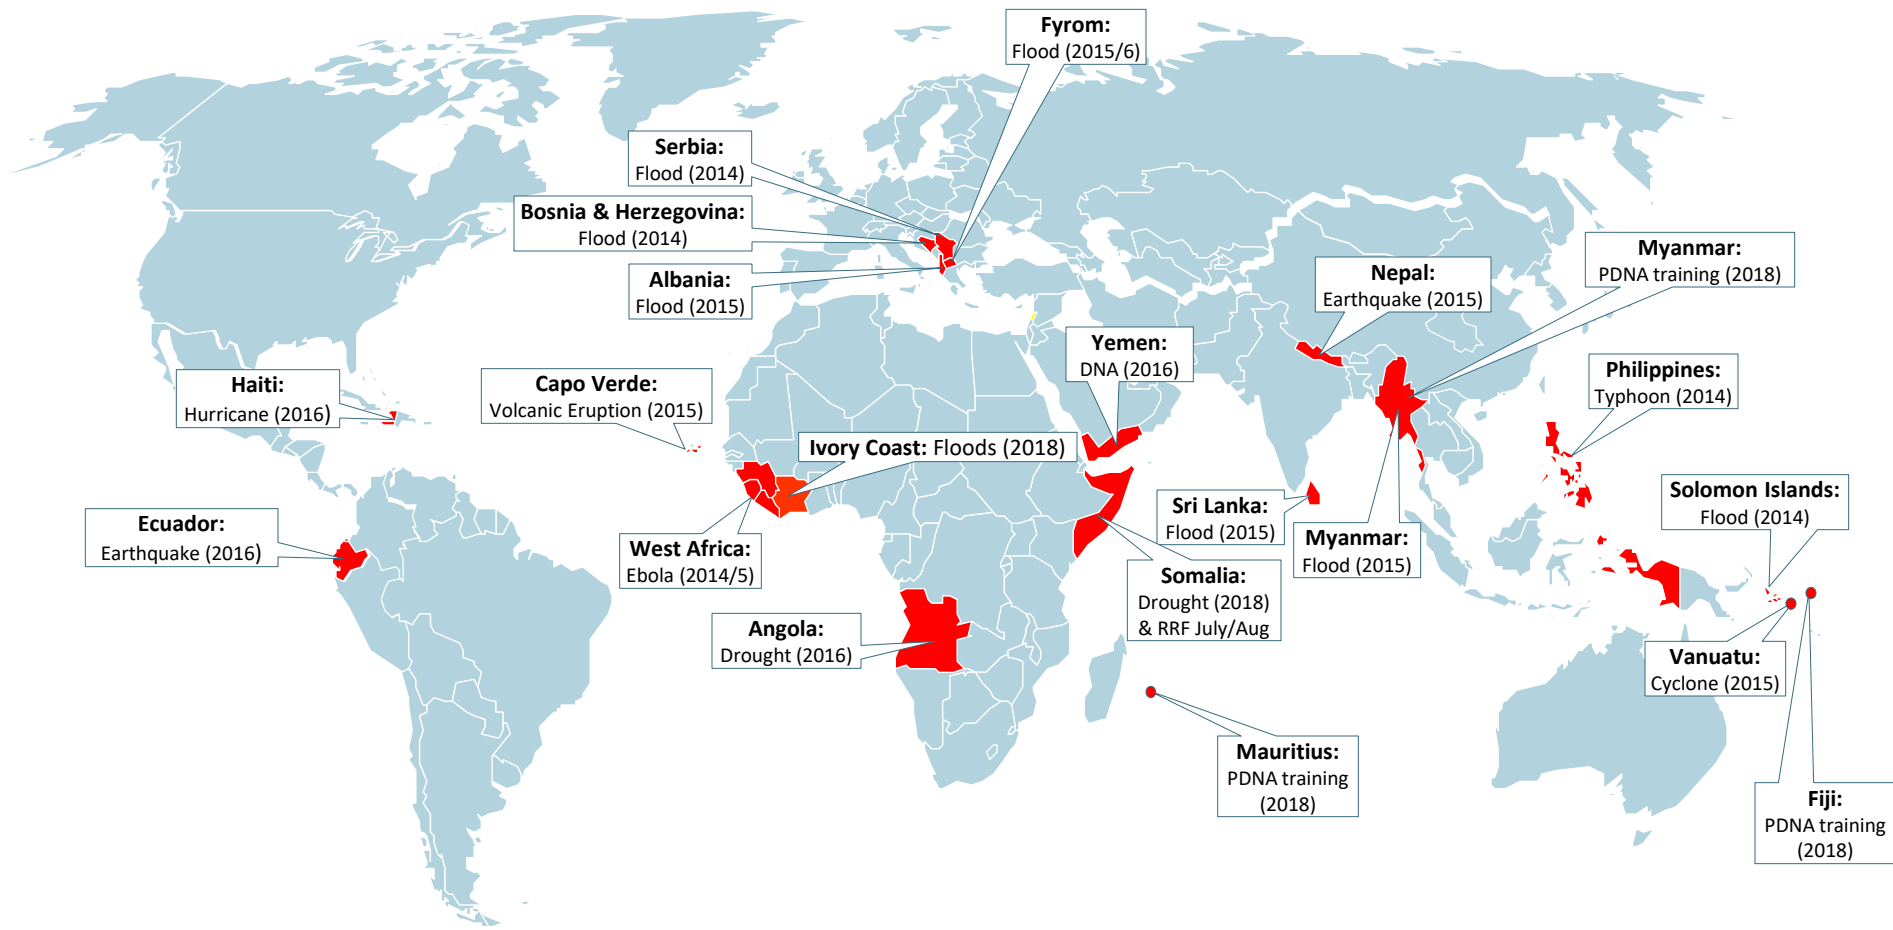 Fyrom:
Flood (2015/6)
Serbia:
Flood (2014)
Bosnia & Herzegovina:
Flood (2014)
Albania:
Flood (2015)
Myanmar:
PDNA training (2018)
Nepal:
Earthquake (2015)
Yemen:
DNA (2016)
Philippines:
Typhoon (2014)
Haiti:
Hurricane (2016)
Capo Verde:
Volcanic Eruption (2015)
Ivory Coast: Floods (2018)
Solomon Islands:
Flood (2014)
Sri Lanka:
Flood (2015)
Ecuador:
Earthquake (2016)
West Africa:
Ebola (2014/5)
Myanmar:
Flood (2015)
Somalia:
Drought (2018)
& RRF July/Aug
Angola:
Drought (2016)
Vanuatu:
Cyclone (2015)
Mauritius:
PDNA training
(2018)
Fiji:
PDNA training
(2018)